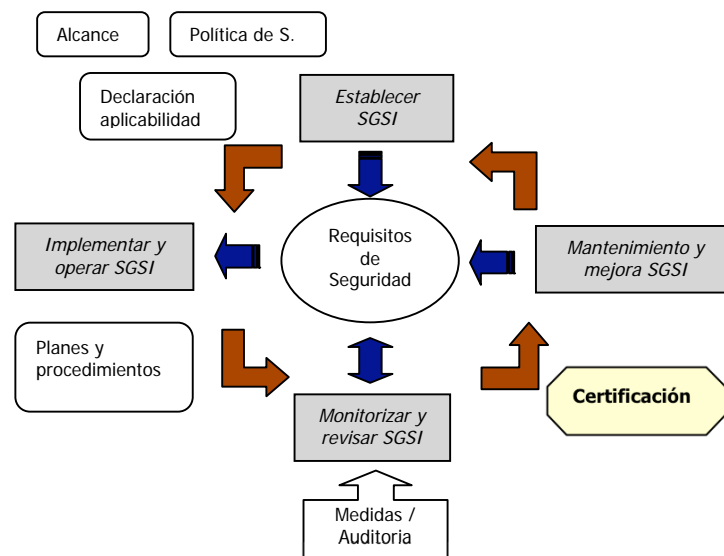 Alcance
Política de S.
Declaración
aplicabilidad
Establecer
SGSI
Implementar y
operar SGSI
Requisitos
de
Seguridad
Mantenimiento y
mejora SGSI
Planes y
procedimientos
Certificación
Monitorizar y
revisar SGSI
Medidas /
Auditoria